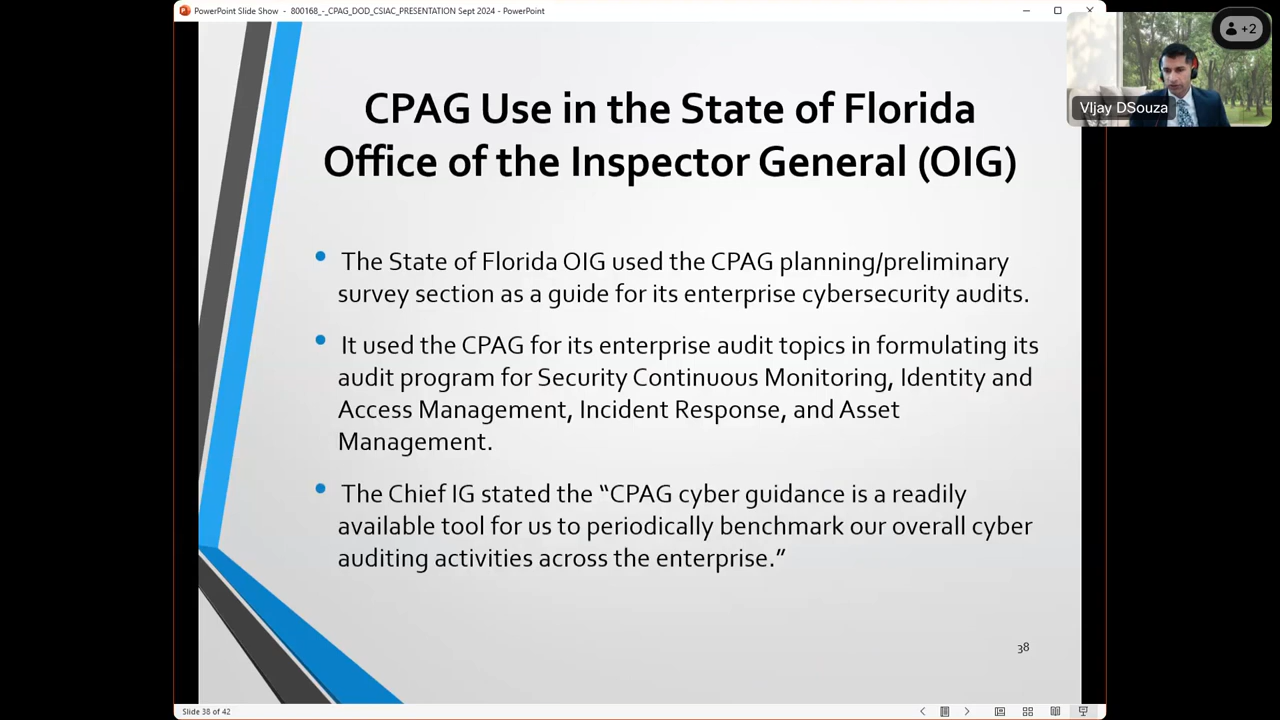 PowerPoint Slide Show - 800168_-_CPAG_DOD_CSIAC_PRESENTATION Sept 2024 - PowerPoint
+2
VIjay DSouza
CPAG Use in the State of Florida
Office of the Inspector General (OIG)
• The State of Florida OIG used the CPAG planning/preliminary
survey section as a guide for its enterprise cybersecurity audits.
• It used the CPAG for its enterprise audit topics in formulating its
audit program for Security Continuous Monitoring, Identity and
Access Management, Incident Response, and Asset
Management.
• The Chief IG stated the “CPAG cyber guidance is a readily
available tool for us to periodically benchmark our overall cyber
auditing activities across the enterprise.”
38
Slide 38 of 42